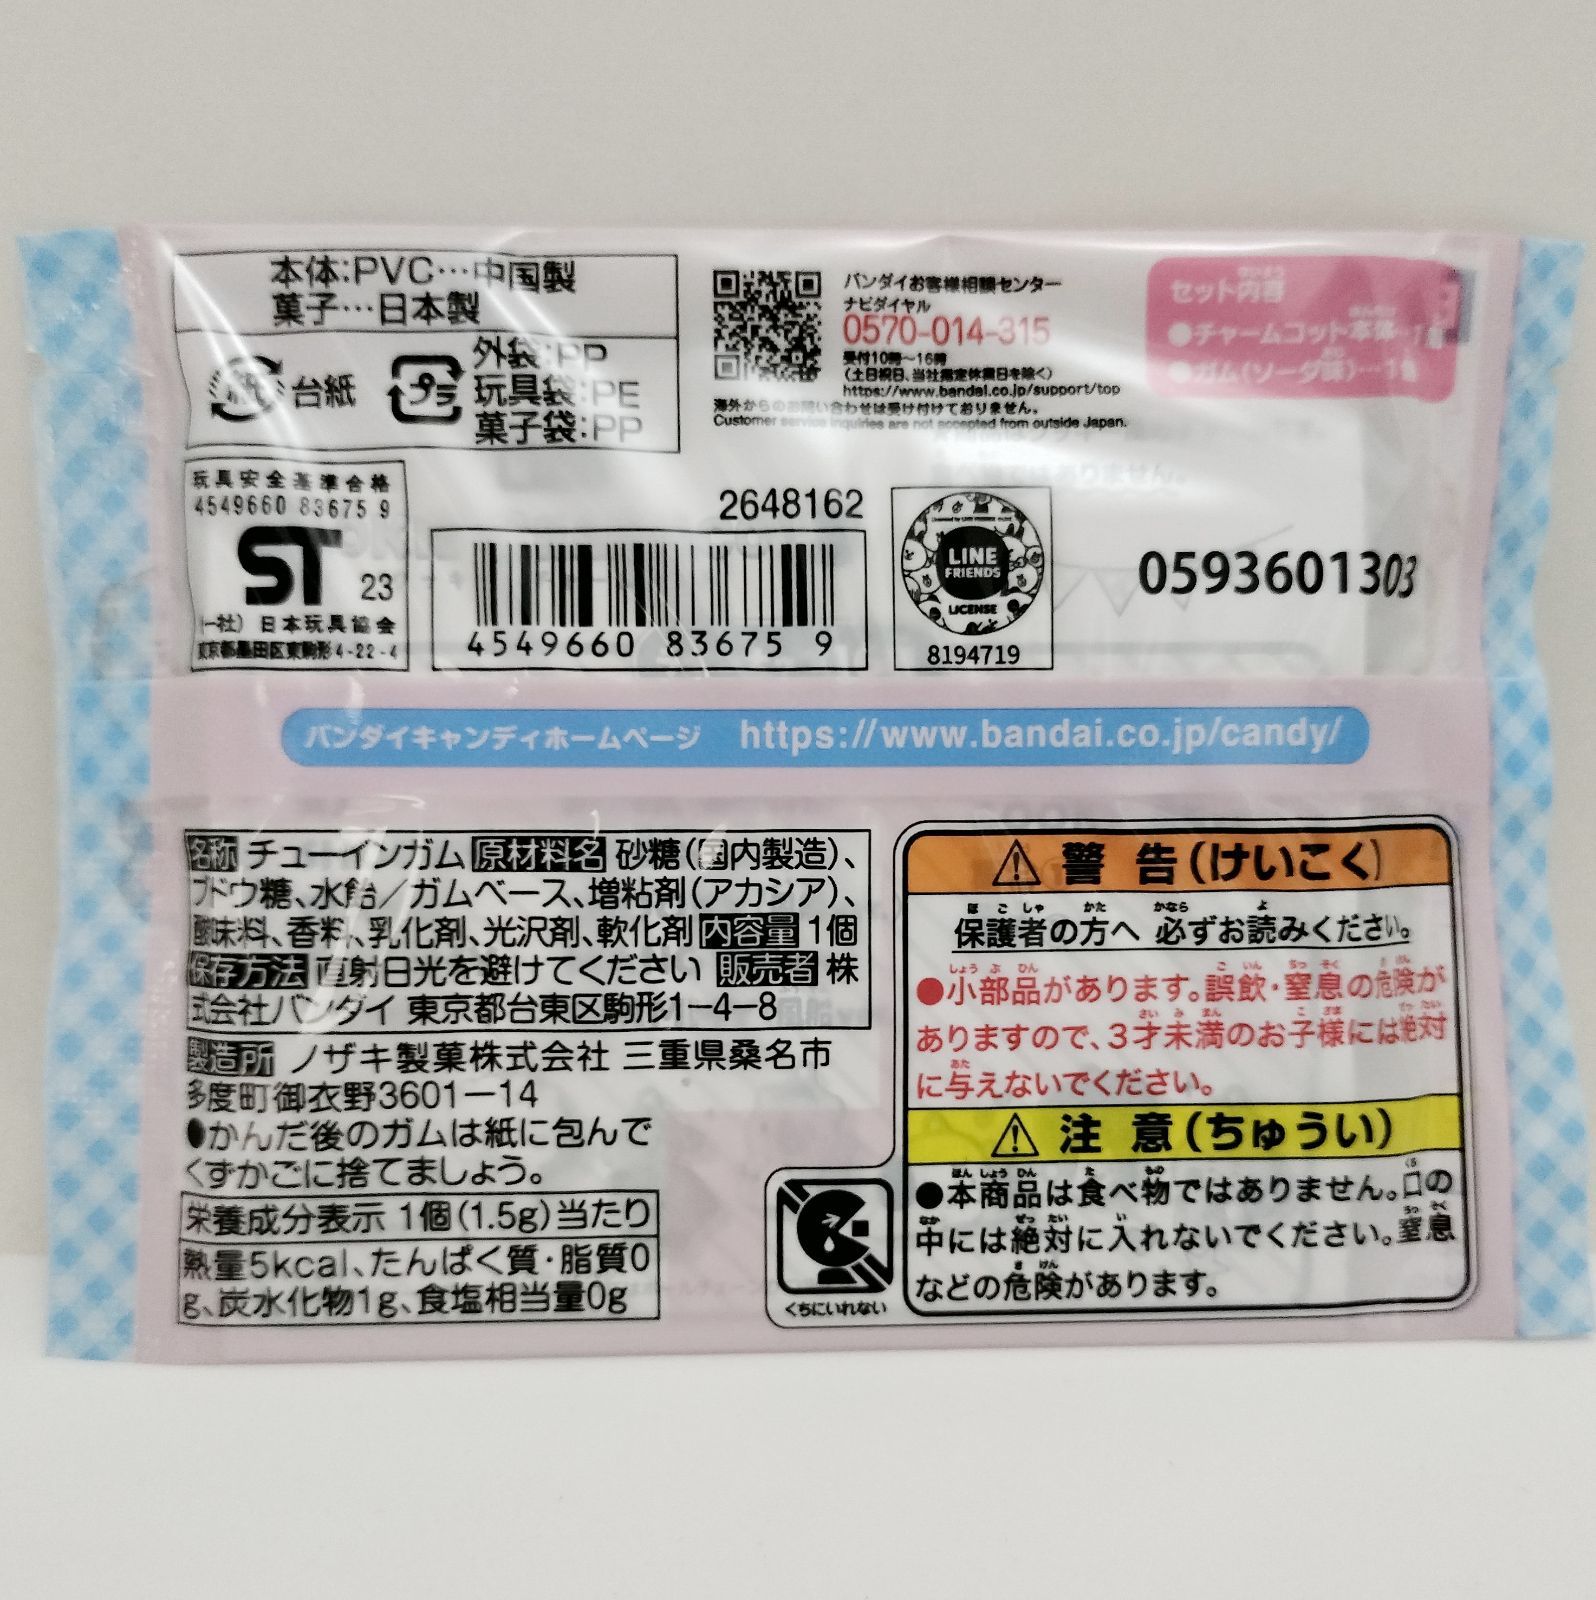 本体:PVC…中国製
菓子…日本製
台紙
プラ
外袋:PP
玩具袋:PE
菓子袋:PP
バンダイお客様相談センター
ナビダイヤル
0570-014-315
受付10時〜16時
(土日祝日、当社指定休業日を除く)
https://www.bandai.co.jp/support/top
海外からのお問い合わせは受け付けておりません。
Customer service inquiries are not accepted from outside Japan.
セット内容
●チャームコット本体…1個
●ガム(ソーダ味)…1個
玩具安全基準合格
4549660 83675 9
ST 23
(一社) 日本玩具協会
東京都墨田区東駒形4-22-4
2648162
4549660 83675 9
LINE
FRIENDS
LICENSE
8194719
0593601303
バンダイキャンディホームページ https://www.bandai.co.jp/candy/
名称 チューインガム 原材料名 砂糖(国内製造)、
ブドウ糖、水飴/ガムベース、増粘剤(アカシア)、
酸味料、香料、乳化剤、光沢剤、軟化剤 内容量 1個
保存方法 直射日光を避けてください 販売者 株
式会社バンダイ 東京都台東区駒形1-4-8
製造所 ノザキ製菓株式会社 三重県桑名市
多度町御衣野3601-14
●かんだ後のガムは紙に包んで
くずかごに捨てましょう。
栄養成分表示 1個(1.5g)当たり
熱量5kcal、たんぱく質・脂質0
g、炭水化物1g、食塩相当量0g
くちにいれない
警告(けいこく)
保護者の方へ 必ずお読みください。
●小部品があります。誤飲・窒息の危険が
ありますので、3才未満のお子様には絶対
に与えないでください。
注意(ちゅうい)
●本商品は食べ物ではありません。口の
中には絶対に入れないでください。窒息
などの危険があります。